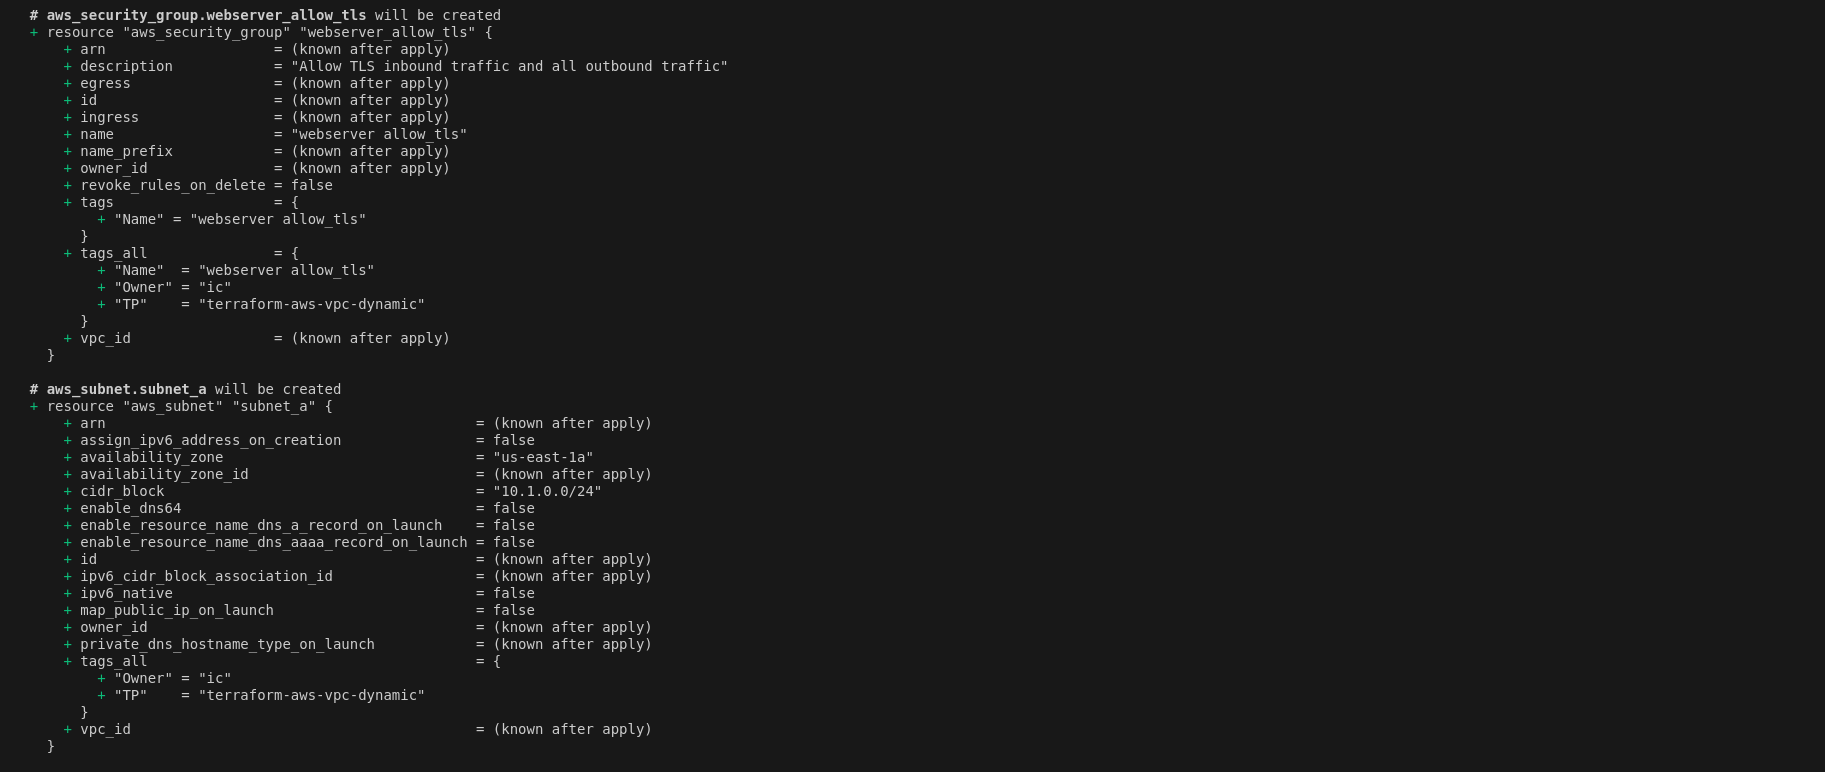 # aws_security_group.webserver_allow_tls will be created
+ resource "aws_security_group" "webserver_allow_tls" {
    + arn                    = (known after apply)
    + description            = "Allow TLS inbound traffic and all outbound traffic"
    + egress                 = (known after apply)
    + id                     = (known after apply)
    + ingress                = (known after apply)
    + name                   = "webserver allow_tls"
    + name_prefix            = (known after apply)
    + owner_id               = (known after apply)
    + revoke_rules_on_delete = false
    + tags                   = {
        + "Name" = "webserver allow_tls"
      }
    + tags_all               = {
        + "Name"  = "webserver allow_tls"
        + "Owner" = "ic"
        + "TP"    = "terraform-aws-vpc-dynamic"
      }
    + vpc_id                 = (known after apply)
  }

# aws_subnet.subnet_a will be created
+ resource "aws_subnet" "subnet_a" {
    + arn                                            = (known after apply)
    + assign_ipv6_address_on_creation                = false
    + availability_zone                              = "us-east-1a"
    + availability_zone_id                           = (known after apply)
    + cidr_block                                     = "10.1.0.0/24"
    + enable_dns64                                   = false
    + enable_resource_name_dns_a_record_on_launch    = false
    + enable_resource_name_dns_aaaa_record_on_launch = false
    + id                                             = (known after apply)
    + ipv6_cidr_block_association_id                 = (known after apply)
    + ipv6_native                                    = false
    + map_public_ip_on_launch                        = false
    + owner_id                                       = (known after apply)
    + private_dns_hostname_type_on_launch            = (known after apply)
    + tags_all                                       = {
        + "Owner" = "ic"
        + "TP"    = "terraform-aws-vpc-dynamic"
      }
    + vpc_id                                         = (known after apply)
  }